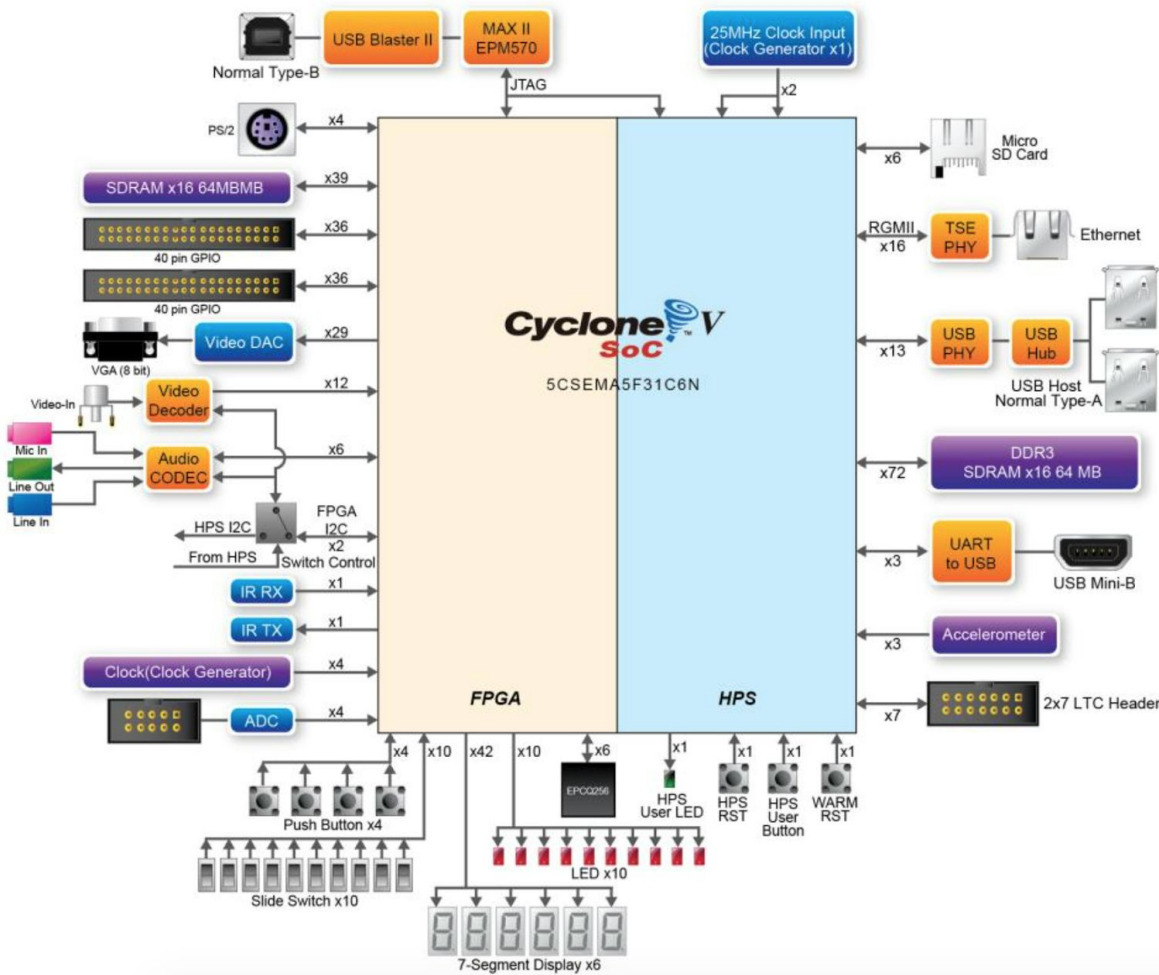 Normal Type-B
USB Blaster II
MAX II
EPM570
25MHz Clock Input
(Clock Generator x1)
JTAG
x2
PS/2
x4
x6
Micro
SD Card
SDRAM x16 64MBMB
x39
x36
40 pin GPIO
x36
40 pin GPIO
RGMII
x16
TSE
PHY
Ethernet
VGA (8 bit)
Video DAC
x29
Cyclone V
SoC
™
5CSEMA5F31C6N
x13
USB
PHY
USB
Hub
USB Host
Normal Type-A
Video-In
Video
Decoder
x12
Mic In
Line Out
Line In
Audio
CODEC
x6
x72
DDR3
SDRAM x16 64 MB
HPS I2C
From HPS
FPGA
I2C
x2
Switch Control
x3
UART
to USB
USB Mini-B
IR RX
x1
IR TX
x1
x3
Accelerometer
Clock(Clock Generator)
x4
ADC
x4
FPGA
HPS
x7
2x7 LTC Header
x4
x10
x42
x10
x6
x1
x1
x1
x1
EPCQ256
HPS
User LED
HPS
RST
HPS
User
Button
WARM
RST
Push Button x4
LED x10
Slide Switch x10
7-Segment Display x6